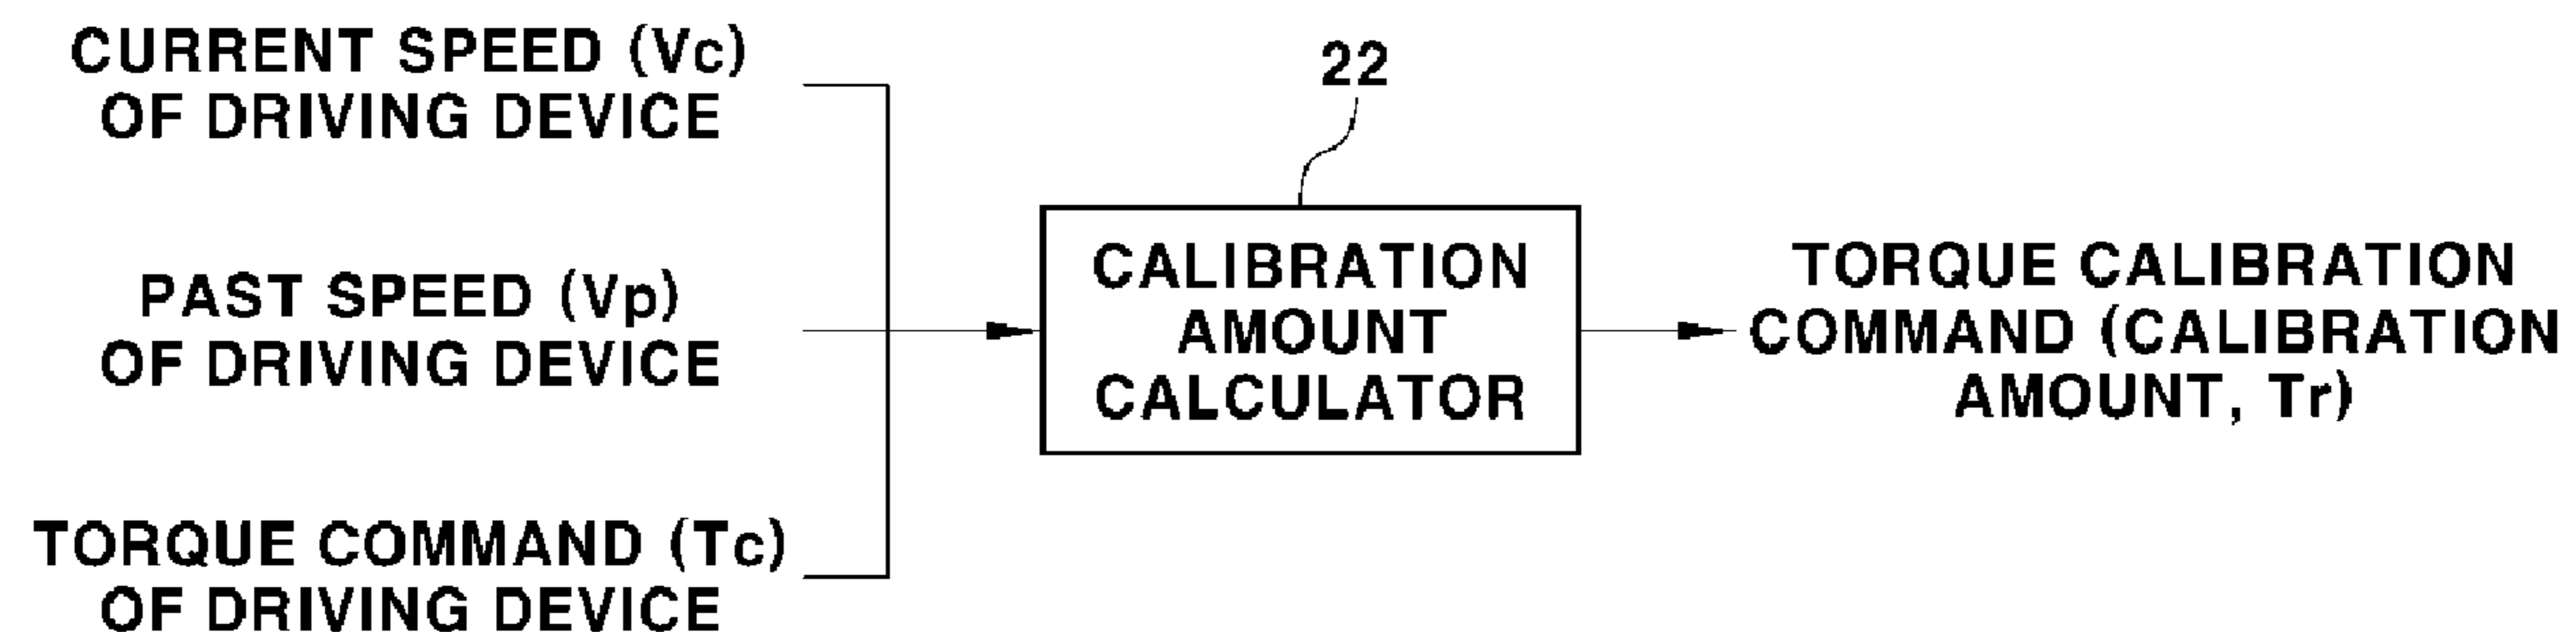 CURRENT SPEED (Vc)
OF DRIVING DEVICE
22
PAST SPEED (Vp)
OF DRIVING DEVICE
CALIBRATION
AMOUNT
CALCULATOR
TORQUE CALIBRATION
COMMAND (CALIBRATION
AMOUNT, Tr)
TORQUE COMMAND (Tc)
OF DRIVING DEVICE